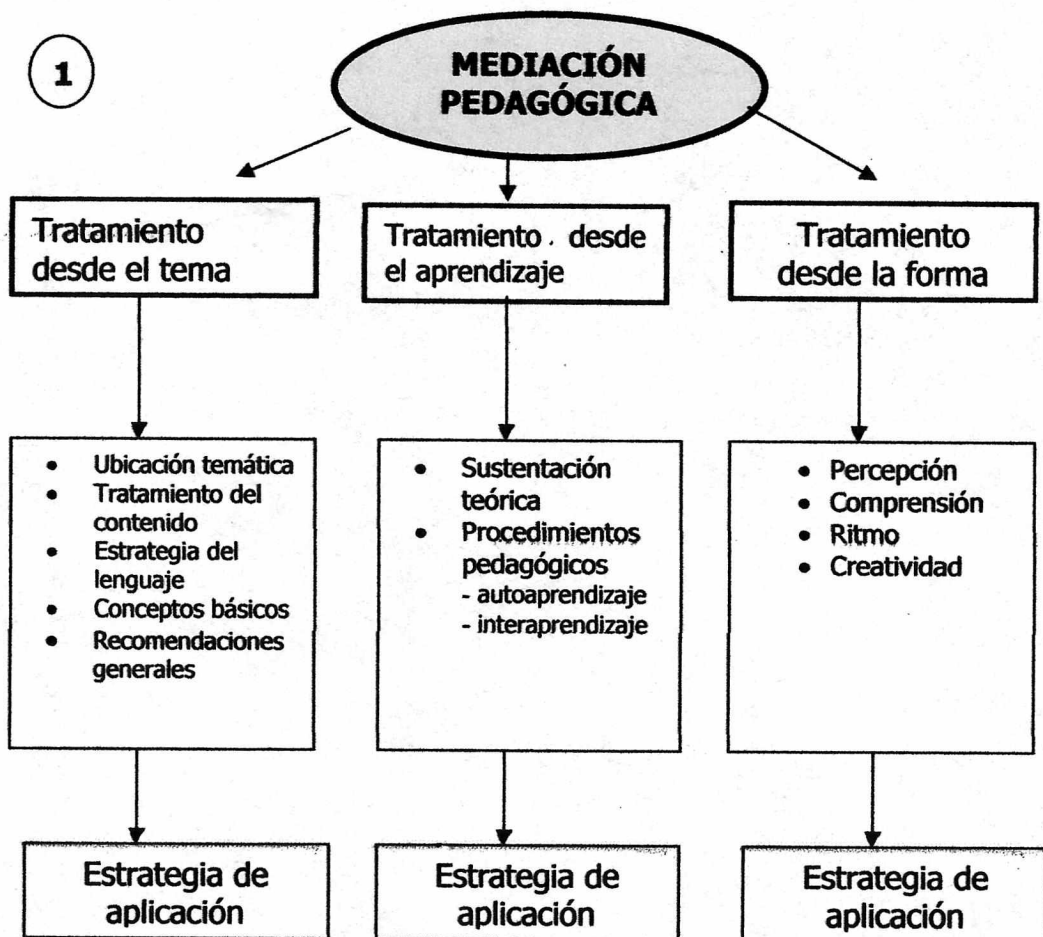 1
MEDIACIÓN
PEDAGÓGICA
Tratamiento
desde el tema
Tratamiento desde
el aprendizaje
Tratamiento
desde la forma
• Ubicación temática
• Tratamiento del
contenido
• Estrategia del
lenguaje
• Conceptos básicos
• Recomendaciones
generales
• Sustentación
teórica
• Procedimientos
pedagógicos
- autoaprendizaje
- interaprendizaje
• Percepción
• Comprensión
• Ritmo
• Creatividad
Estrategia de
aplicación
Estrategia de
aplicación
Estrategia de
aplicación